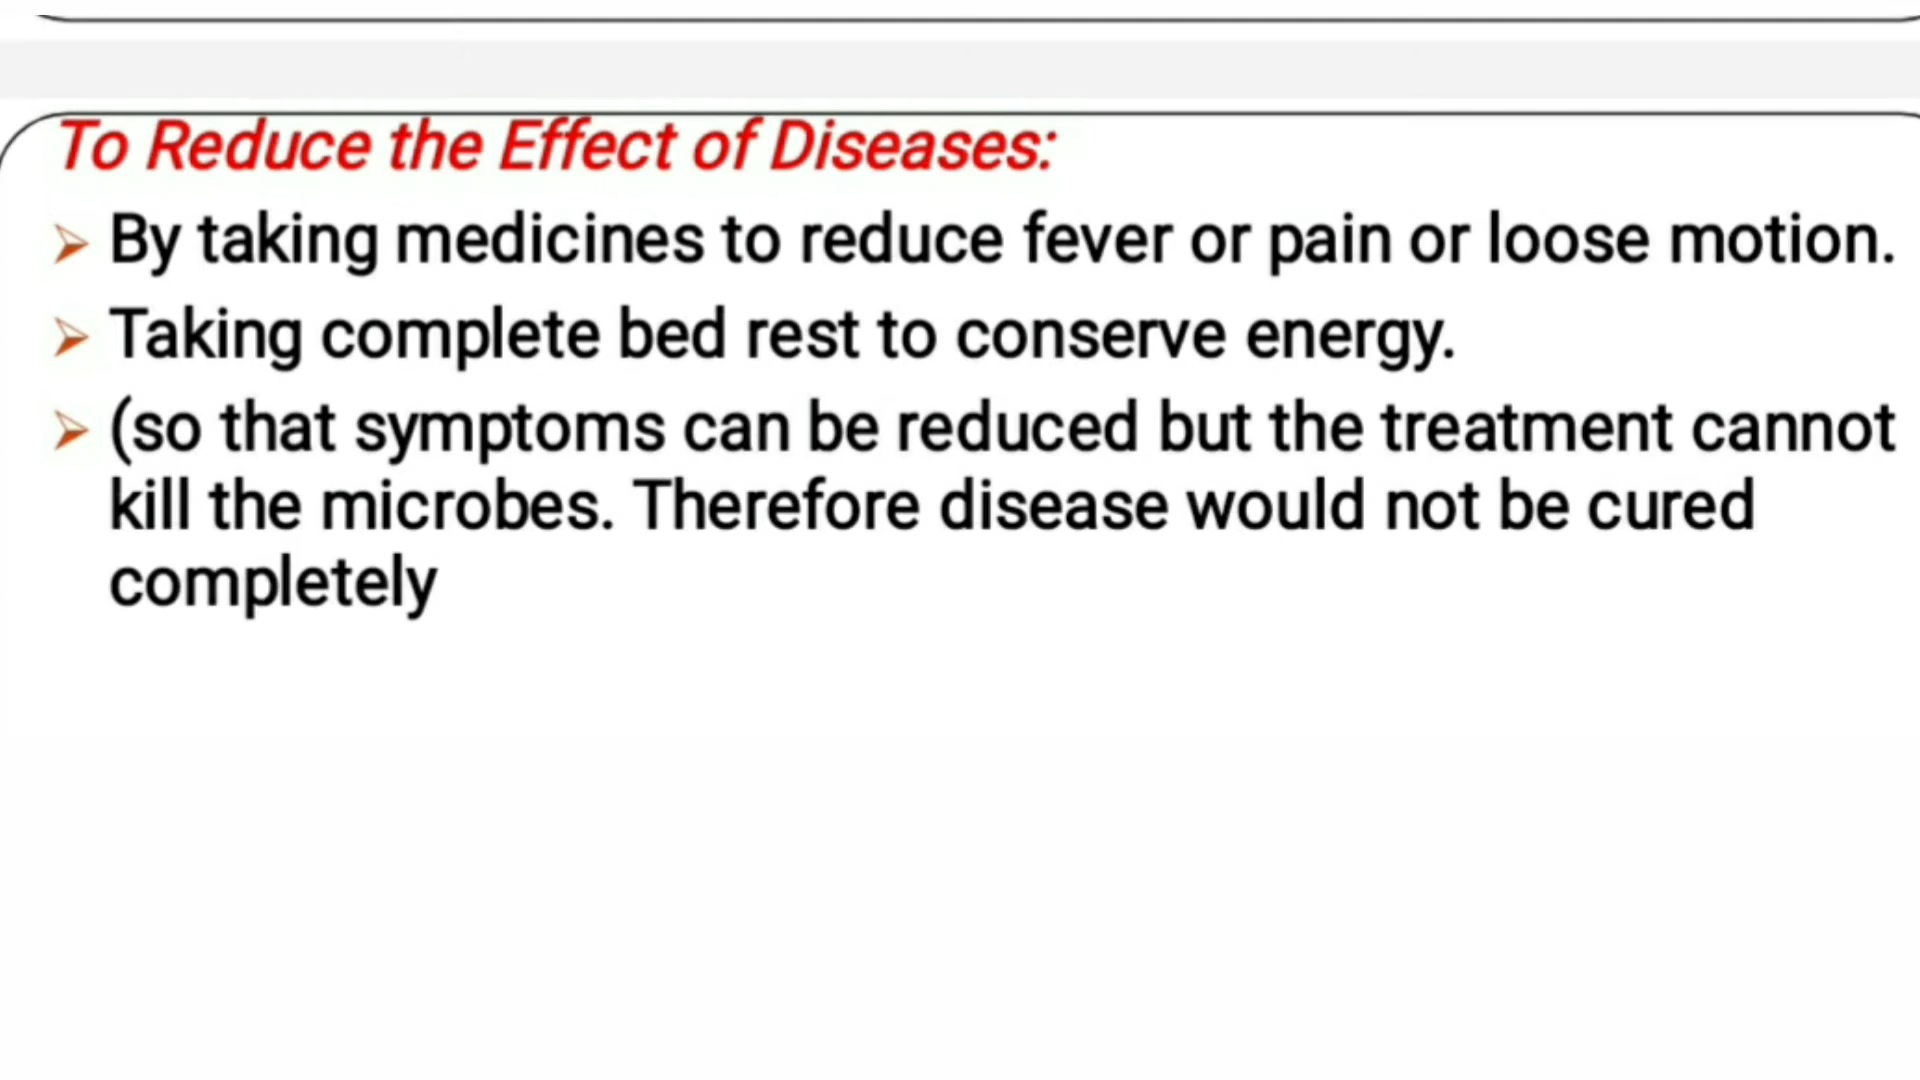 To Reduce the Effect of Diseases:
➢ By taking medicines to reduce fever or pain or loose motion.
➢ Taking complete bed rest to conserve energy.
➢ (so that symptoms can be reduced but the treatment cannot
kill the microbes. Therefore disease would not be cured
completely